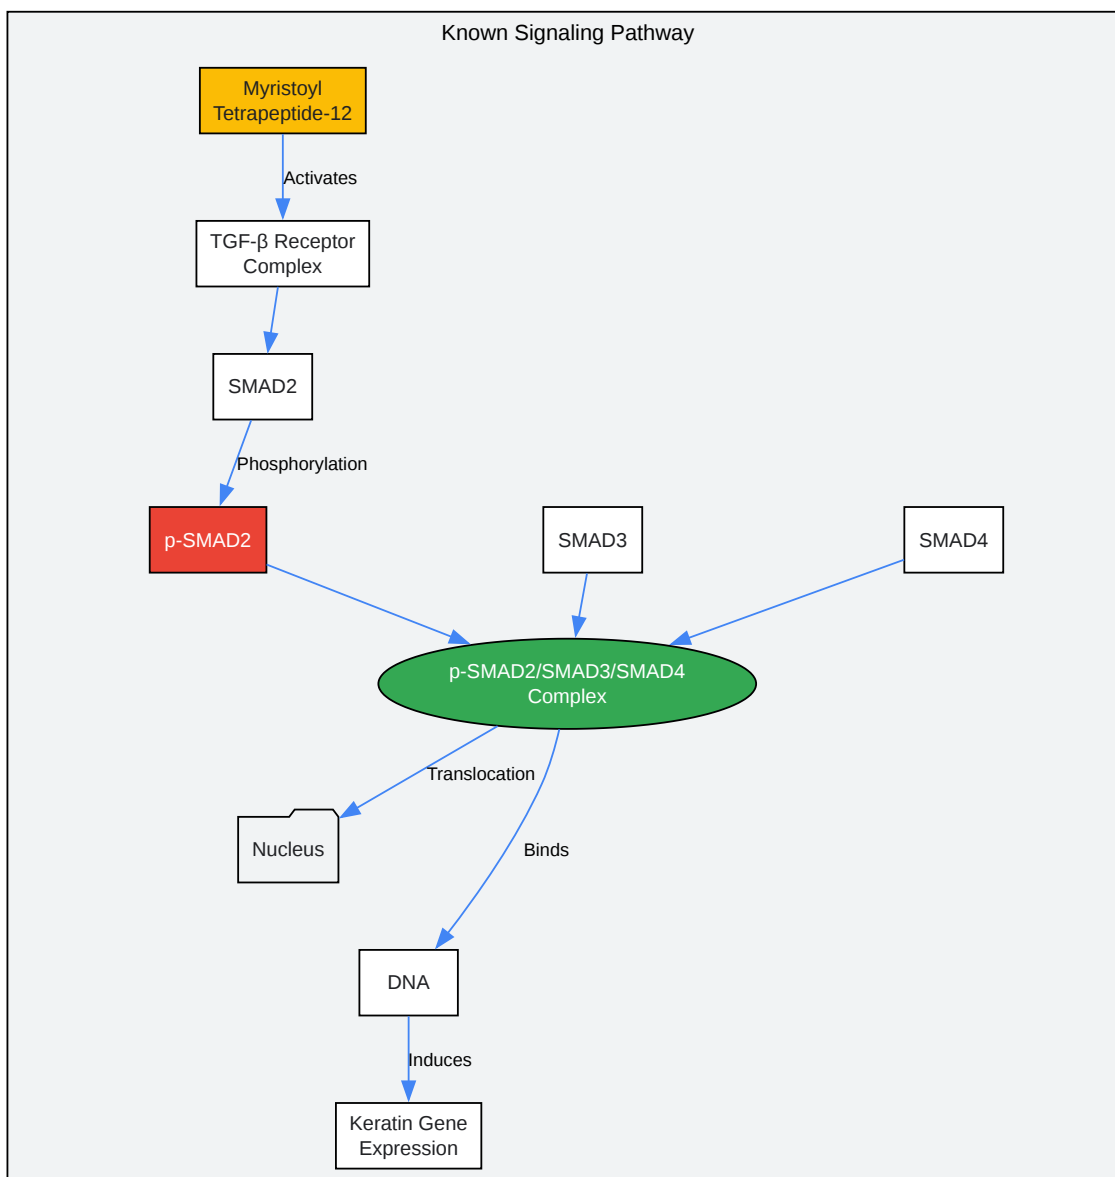 Known Signaling Pathway
Myristoyl
Tetrapeptide-12
Activates
TGF-β Receptor
Complex
SMAD2
Phosphorylation
p-SMAD2
SMAD3
SMAD4
p-SMAD2/SMAD3/SMAD4
Complex
Translocation
Nucleus
Binds
DNA
Induces
Keratin Gene
Expression